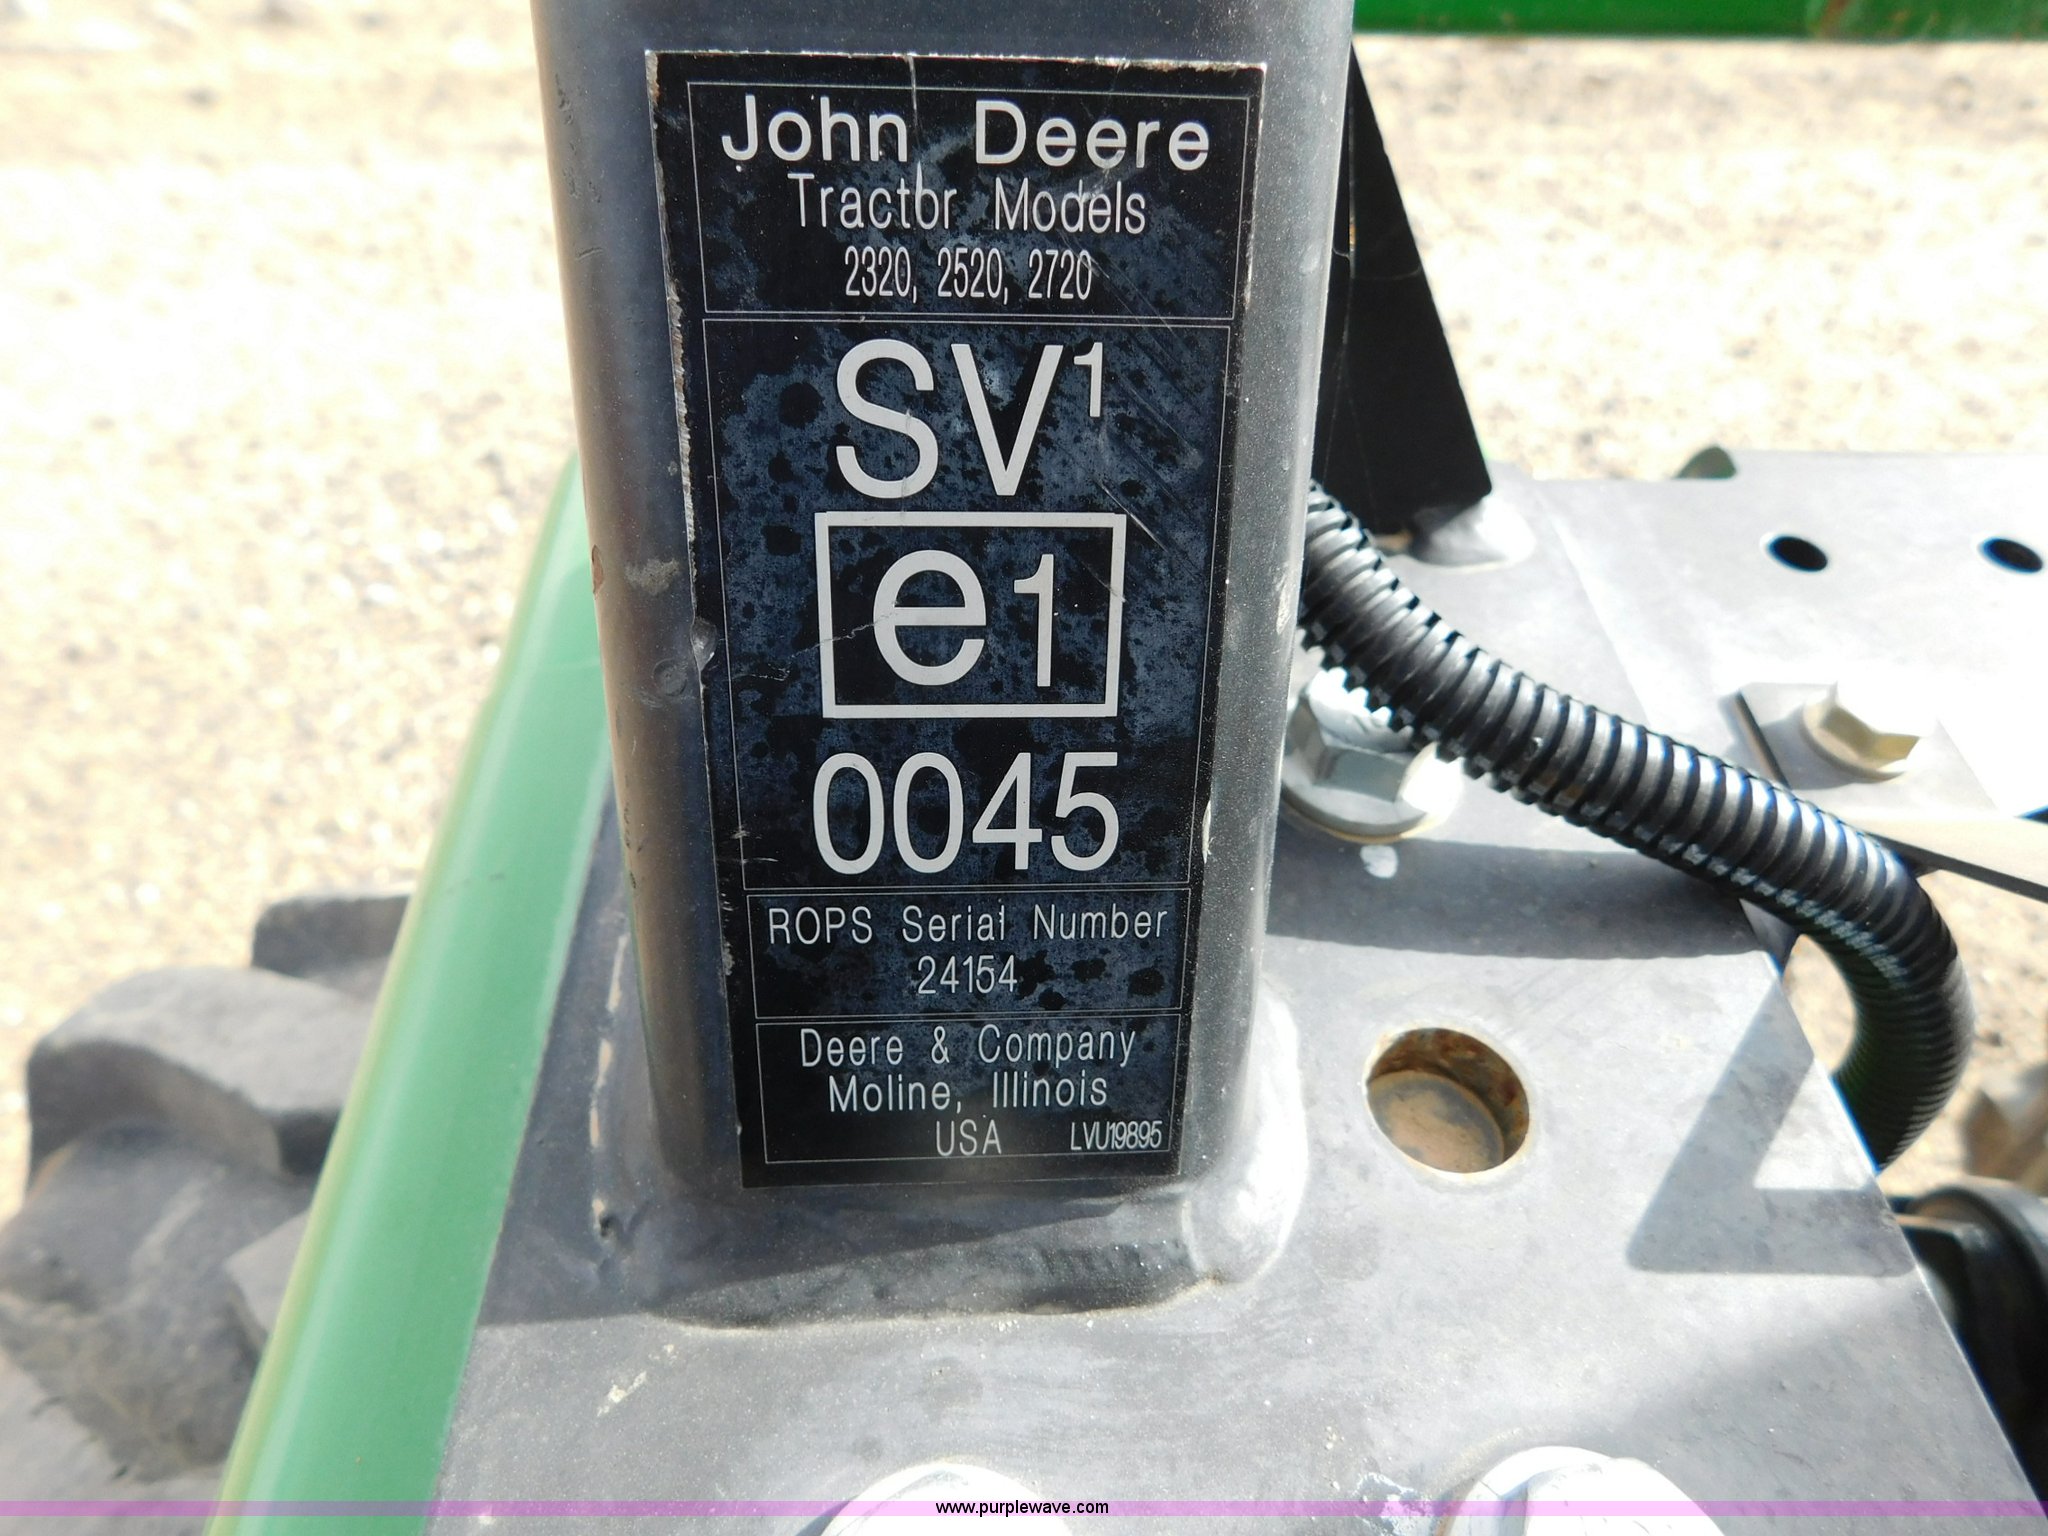 John Deere
Tractor Models
2320, 2520, 2720
SV¹
e1
0045
ROPS Serial Number
24154
Deere & Company
Moline, Illinois
USA LVU19895
www.purplewave.com